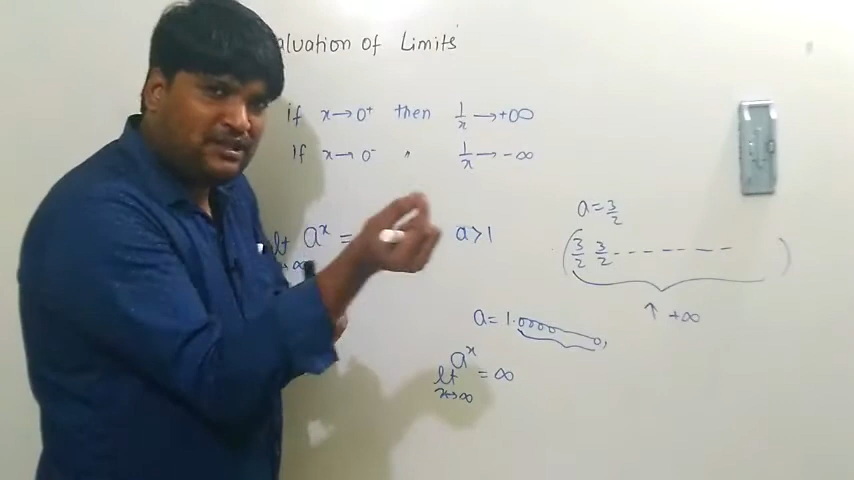 aluation of Limits
if x→0⁺ then 1/x →+∞
If x→0⁻ 〃 1/x →-∞
lt x→∞ aˣ = a>1
a=3/2
(3/2 3/2 - - - - - - - )
↑ +∞
a= 1.0000 0,
lt x→∞ aˣ = ∞